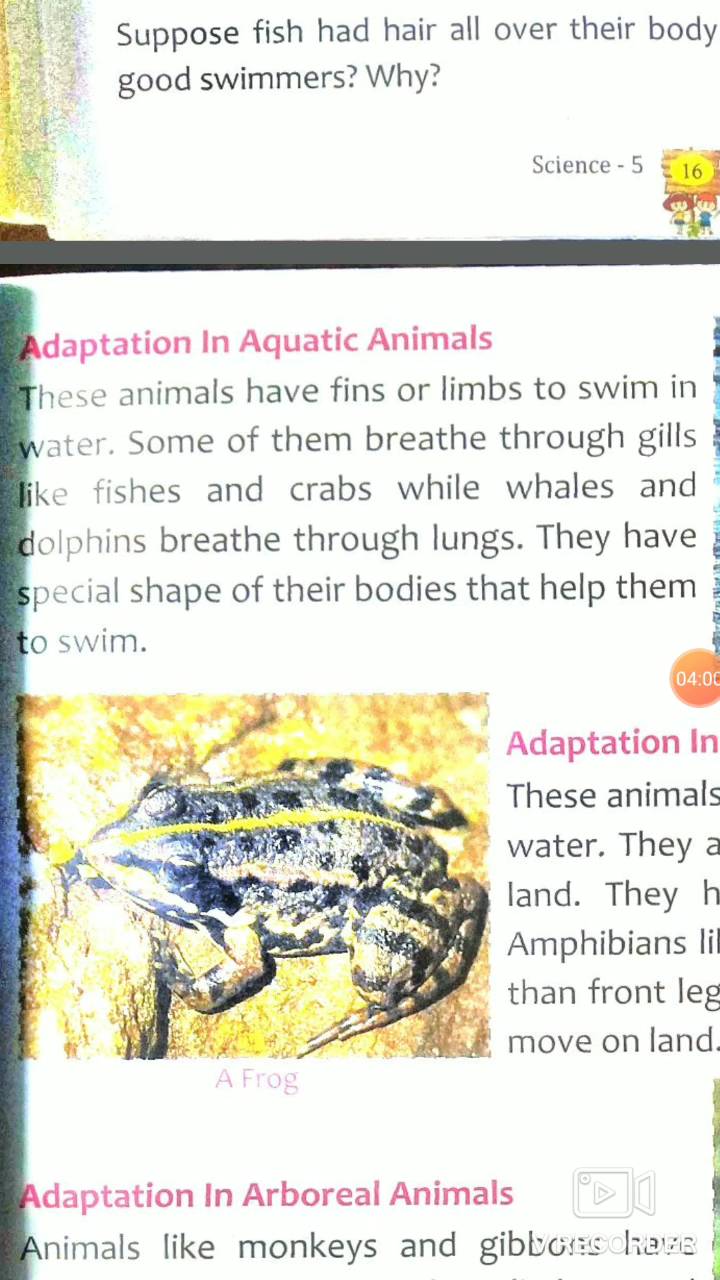 Suppose fish had hair all over their body
good swimmers? Why?
Science - 5
16
Adaptation In Aquatic Animals
These animals have fins or limbs to swim in
water. Some of them breathe through gills
like fishes and crabs while whales and
dolphins breathe through lungs. They have
special shape of their bodies that help them
to swim.
04:00
Adaptation In
These animals
water. They a
land. They h
Amphibians li
than front leg
move on land.
A Frog
Adaptation In Arboreal Animals
Animals like monkeys and gibbons have
V RECORDER